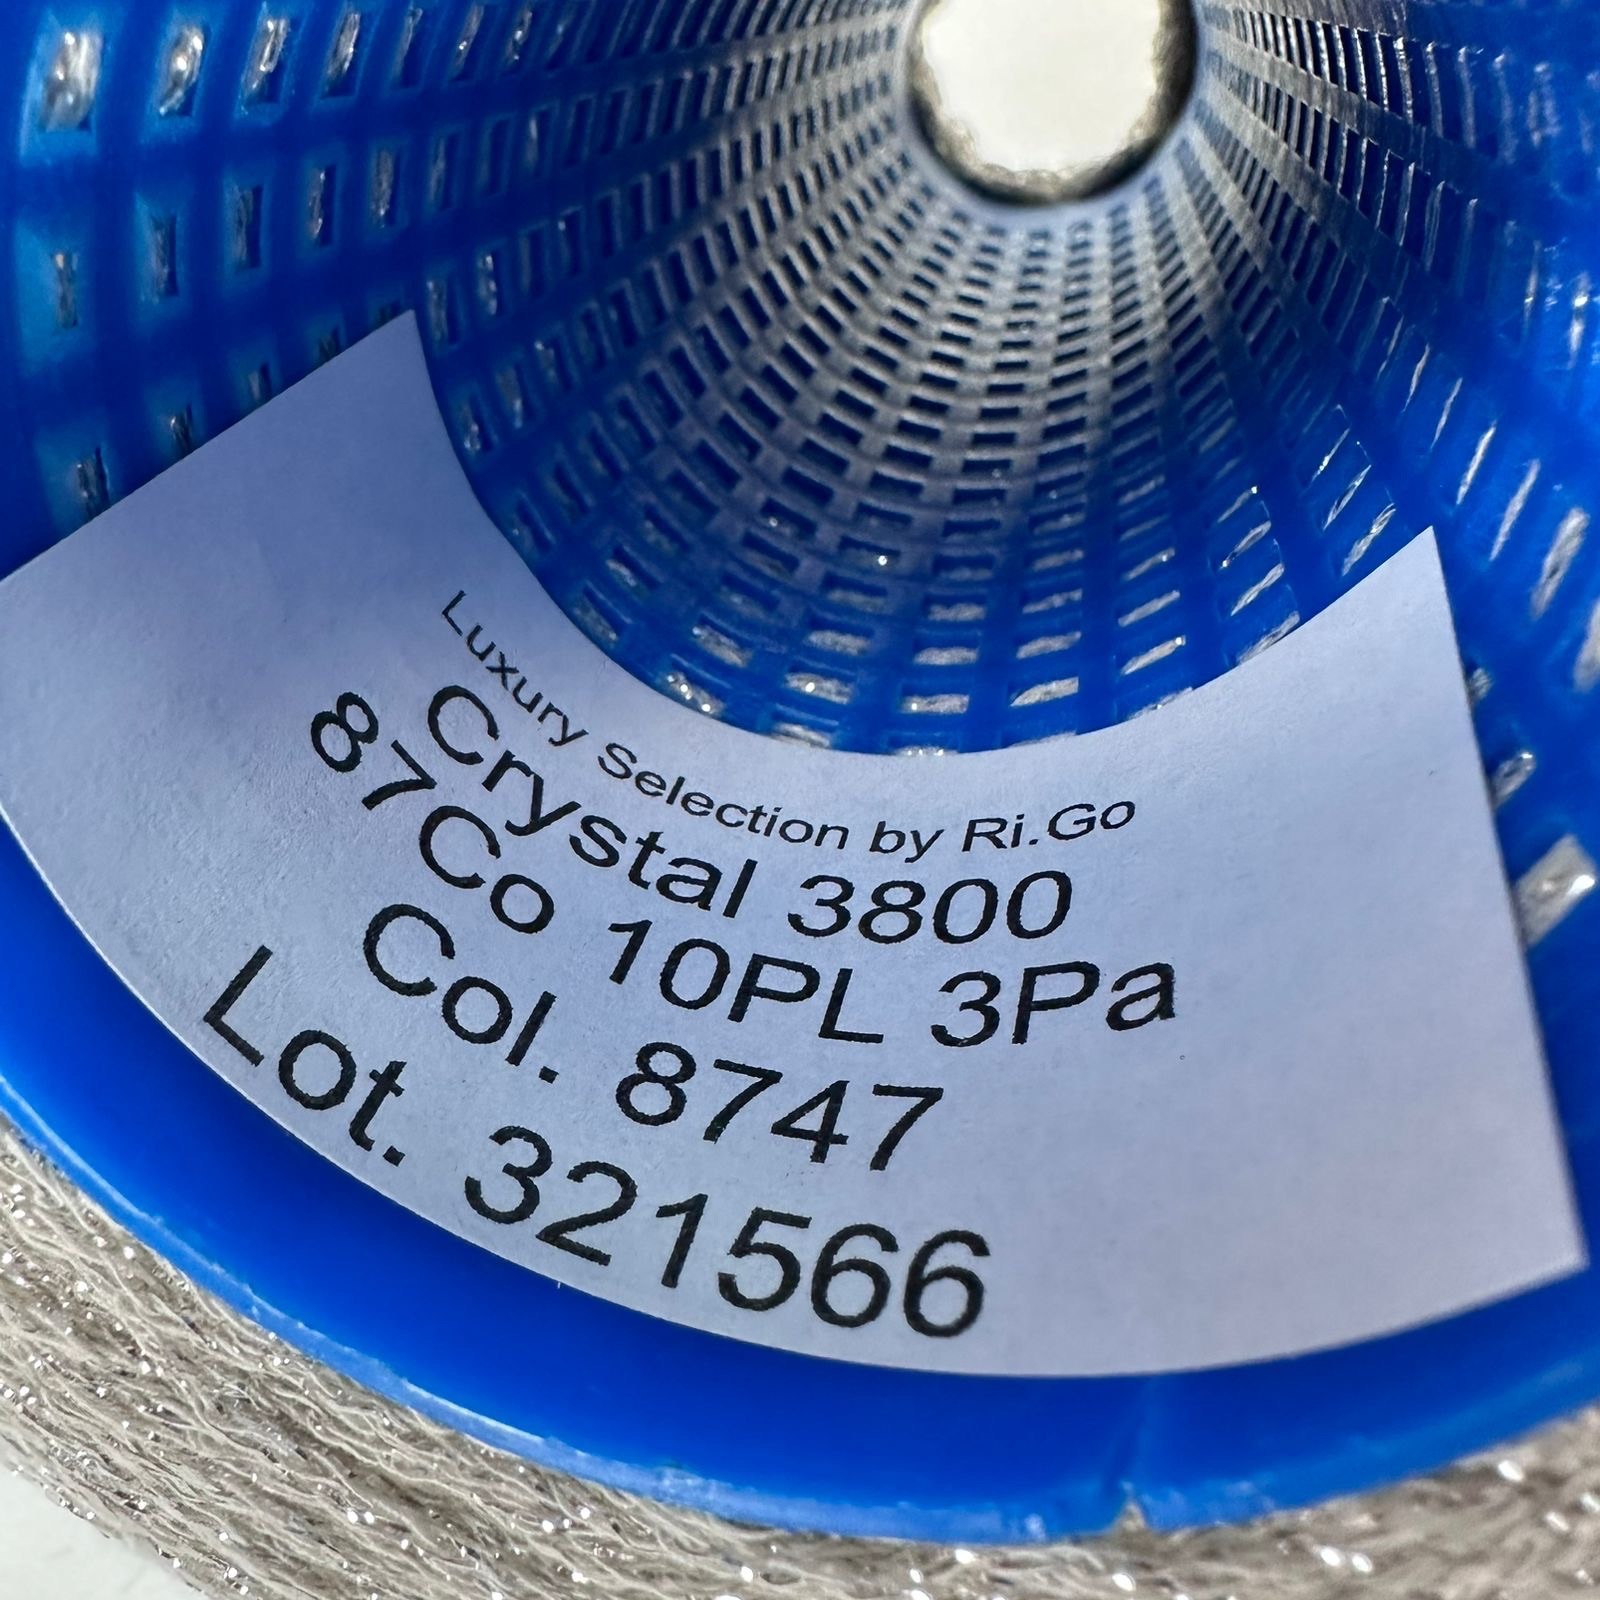 Luxury Selection by Ri.Go
Crystal 3800
87Co 10PL 3Pa
Col. 8747
Lot. 321566